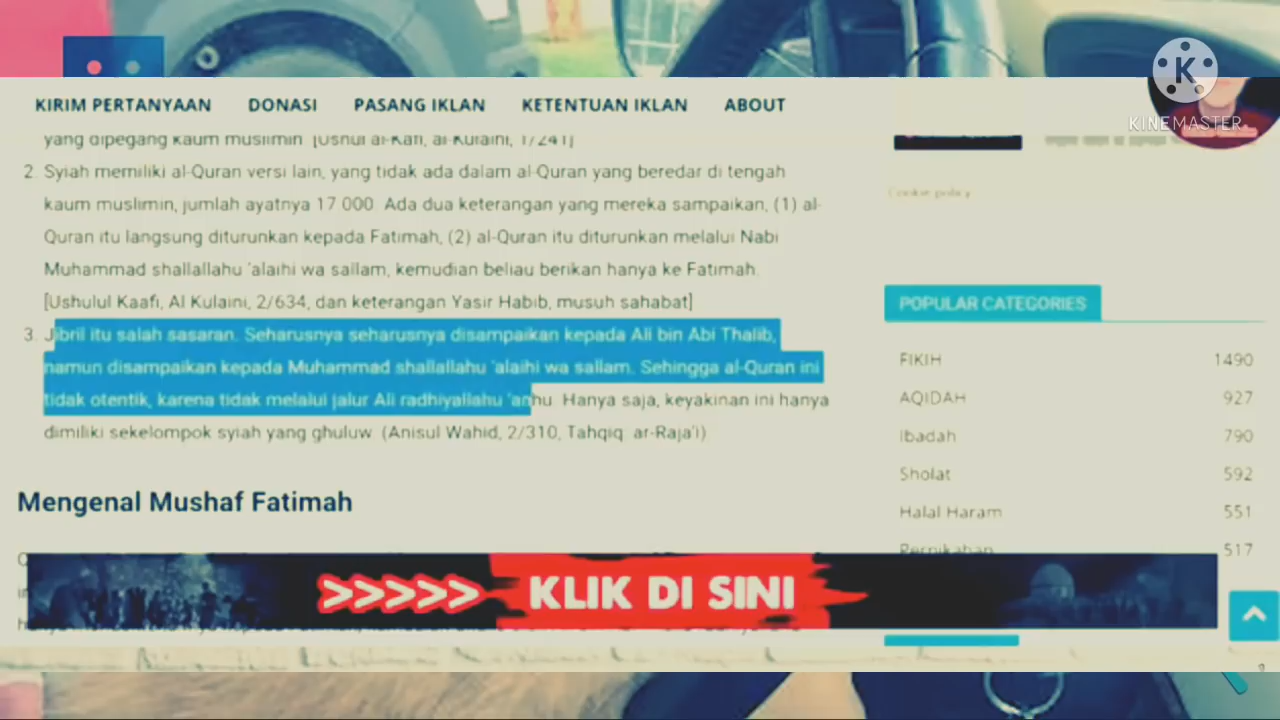 KIRIM PERTANYAAN DONASI PASANG IKLAN KETENTUAN IKLAN ABOUT
KINEMASTER
yang dipegang kaum muslimin. [Ushul al-Kafi, al-Kulaini, 1/241]
2. Syiah memiliki al-Quran versi lain, yang tidak ada dalam al-Quran yang beredar di tengah
kaum muslimin, jumlah ayatnya 17 000. Ada dua keterangan yang mereka sampaikan, (1) al-
Quran itu langsung diturunkan kepada Fatimah, (2) al-Quran itu diturunkan melalui Nabi
Muhammad shallallahu 'alaihi wa sallam, kemudian beliau berikan hanya ke Fatimah.
[Ushulul Kaafi, Al Kulaini, 2/634, dan keterangan Yasir Habib, musuh sahabat]
3. Jibril itu salah sasaran. Seharusnya seharusnya disampaikan kepada Ali bin Abi Thalib,
namun disampaikan kepada Muhammad shallallahu 'alaihi wa sallam. Sehingga al-Quran ini
tidak otentik, karena tidak melalui jalur Ali radhiyallahu 'anhu. Hanya saja, keyakinan ini hanya
dimiliki sekelompok syiah yang ghuluw. (Anisul Wahid, 2/310, Tahqiq: ar-Raja'i)
Mengenal Mushaf Fatimah
Cookie policy
POPULAR CATEGORIES
FIKIH 1490
AQIDAH 927
Ibadah 790
Sholat 592
Halal Haram 551
Pernikahan 517
>>>>> KLIK DI SINI